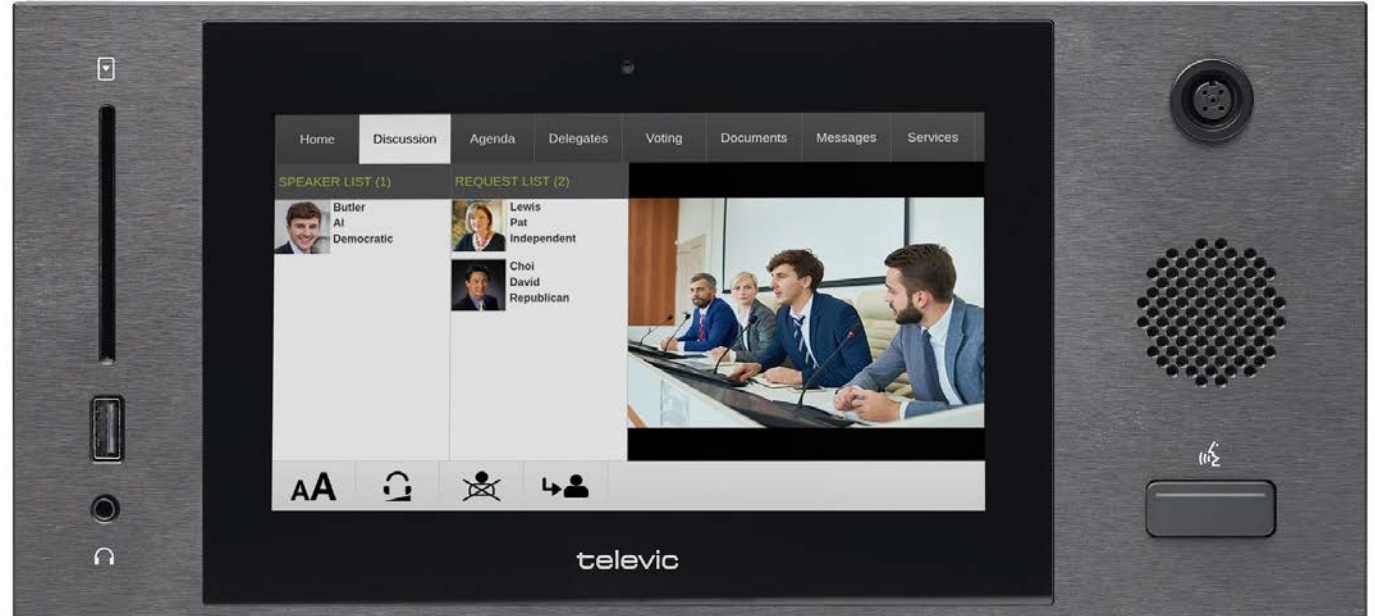 Home Discussion Agenda Delegates Voting Documents Messages Services
SPEAKER LIST (1) REQUEST LIST (2)
Butler
Al
Democratic
Lewis
Pat
Independent
Choi
David
Republican
AA
televic